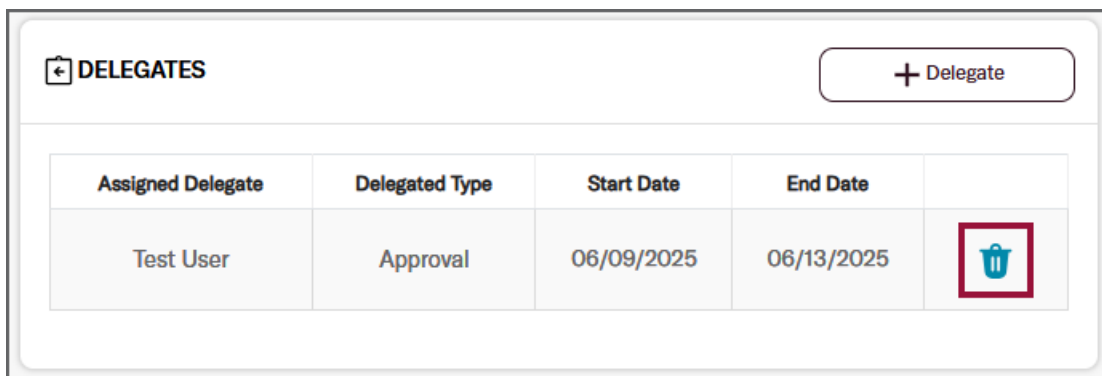 DELEGATES
+ Delegate
Assigned Delegate Delegated Type Start Date End Date
Test User Approval 06/09/2025 06/13/2025